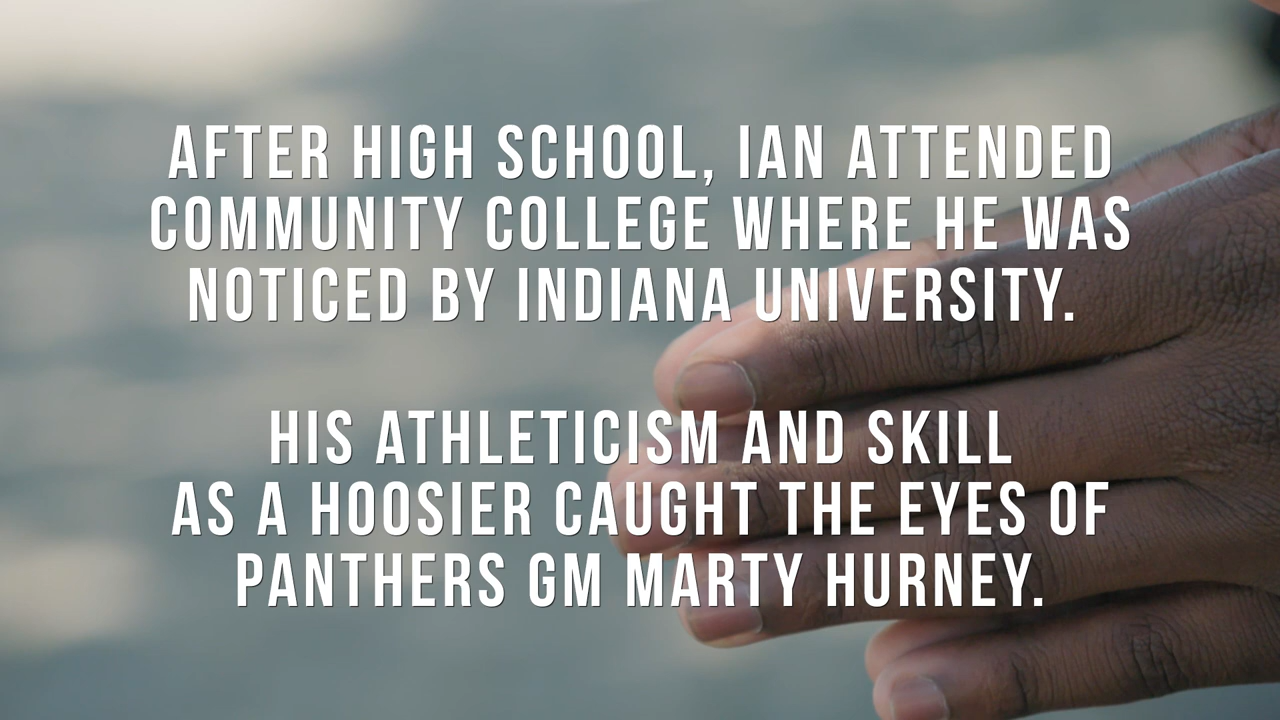 AFTER HIGH SCHOOL, IAN ATTENDED
COMMUNITY COLLEGE WHERE HE WAS
NOTICED BY INDIANA UNIVERSITY.
HIS ATHLETICISM AND SKILL
AS A HOOSIER CAUGHT THE EYES OF
PANTHERS GM MARTY HURNEY.